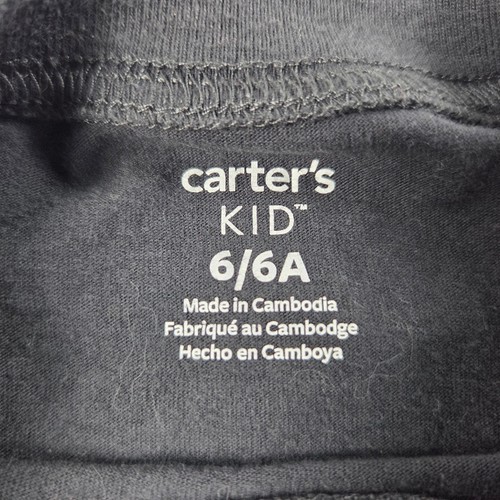 carter's
KID™
6/6A
Made in Cambodia
Fabriqué au Cambodge
Hecho en Camboya